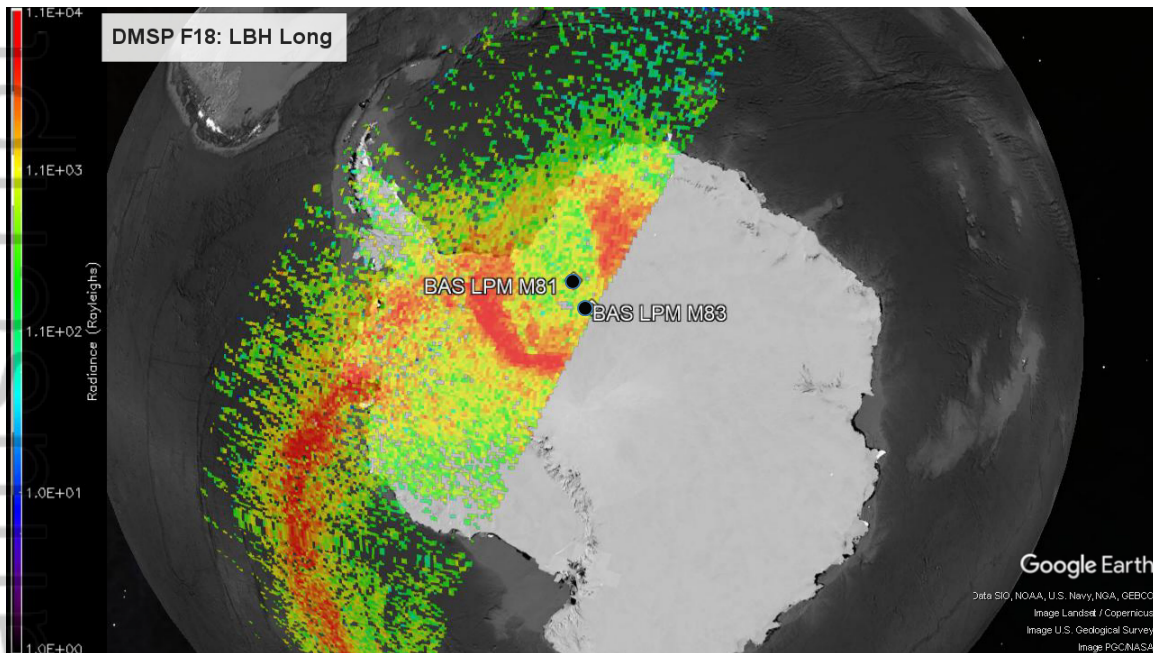 1.1E+04
DMSP F18: LBH Long
1.1E+03
Radiance (Rayleighs)
1.1E+02
1.0E+01
1.0E+00
BAS LPM M81
BAS LPM M83
Google Earth
Data SIO, NOAA, U.S. Navy, NGA, GEBCO
Image Landsat / Copernicus
Image U.S. Geological Survey
Image PGC/NASA